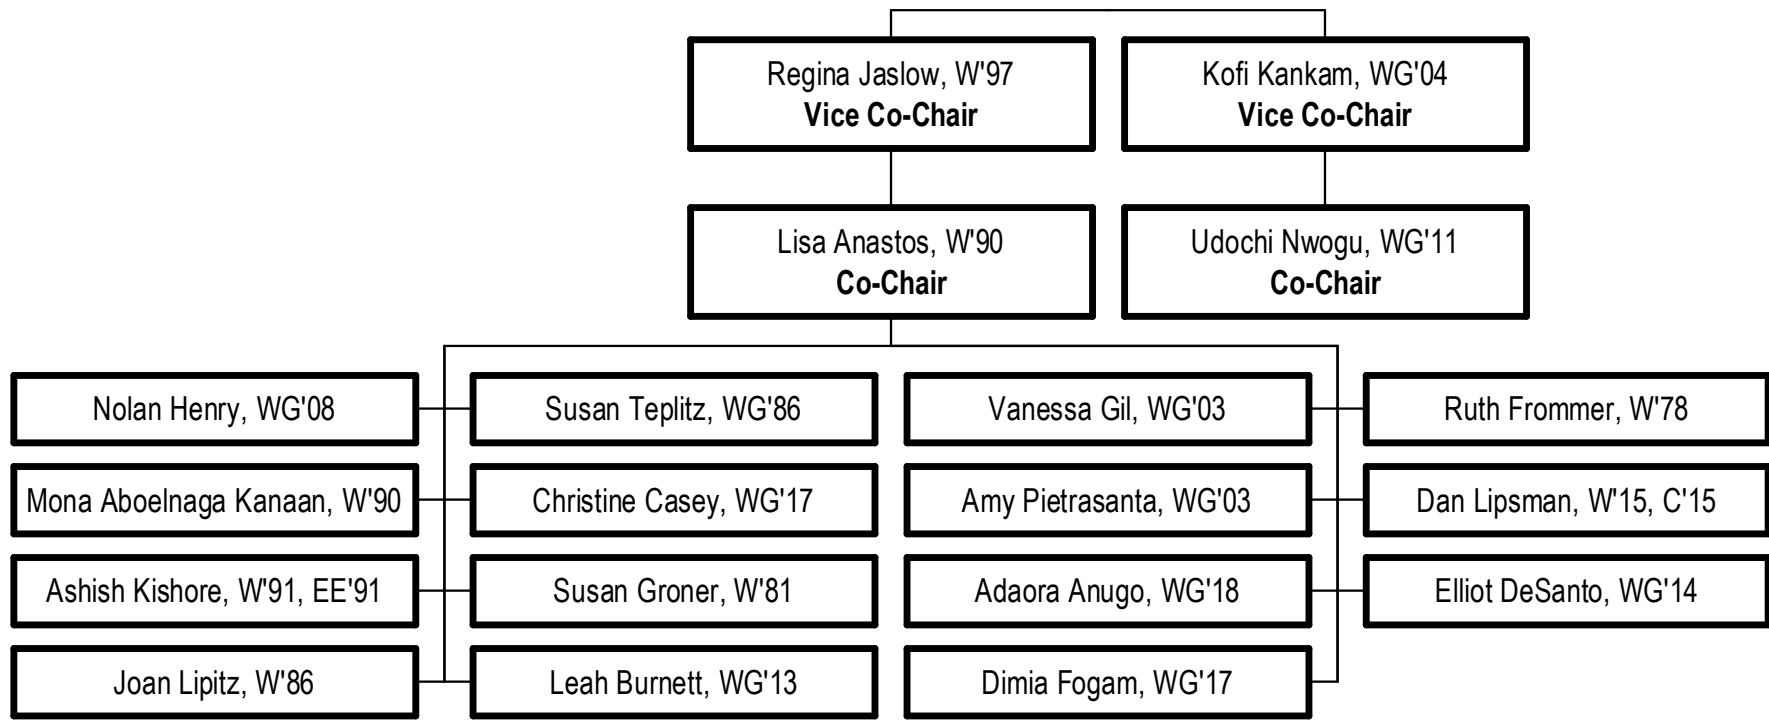 Regina Jaslow, W'97
Vice Co-Chair
Kofi Kankam, WG'04
Vice Co-Chair
Lisa Anastos, W'90
Co-Chair
Udochi Nwogu, WG'11
Co-Chair
Nolan Henry, WG'08
Susan Teplitz, WG'86
Vanessa Gil, WG'03
Ruth Frommer, W'78
Mona Aboelnaga Kanaan, W'90
Christine Casey, WG'17
Amy Pietrasanta, WG'03
Dan Lipsman, W'15, C'15
Ashish Kishore, W'91, EE'91
Susan Groner, W'81
Adaora Anugo, WG'18
Elliot DeSanto, WG'14
Joan Lipitz, W'86
Leah Burnett, WG'13
Dimia Fogam, WG'17